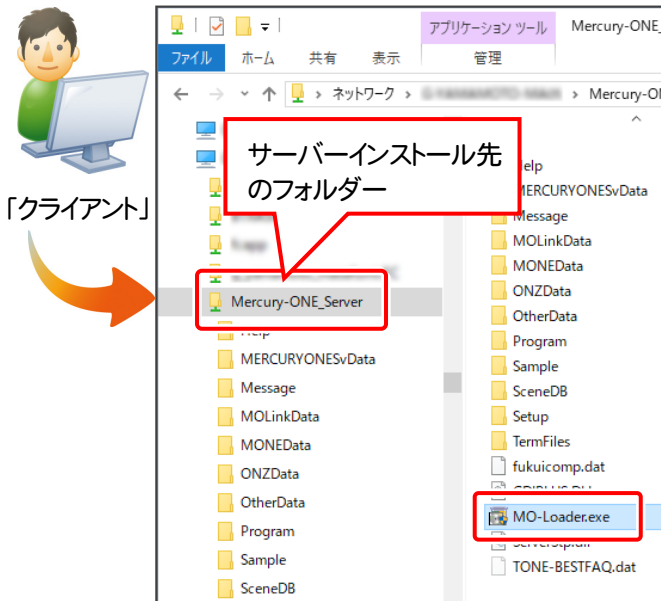 アプリケーション ツール
Mercury-ONE_
ファイル
ホーム
共有
表示
管理
ネットワーク
Mercury-O
サーバーインストール先
のフォルダー
「クライアント」
Mercury-ONE_Server
Help
MERCURYONESvData
Message
MOLinkData
MONEData
ONZData
OtherData
Program
Sample
SceneDB
elp
MERCURYONESvData
Message
MOLinkData
MONEData
ONZData
OtherData
Program
Sample
SceneDB
Setup
TermFiles
fukuicomp.dat
MO-Loader.exe
TONE-BESTFAQ.dat